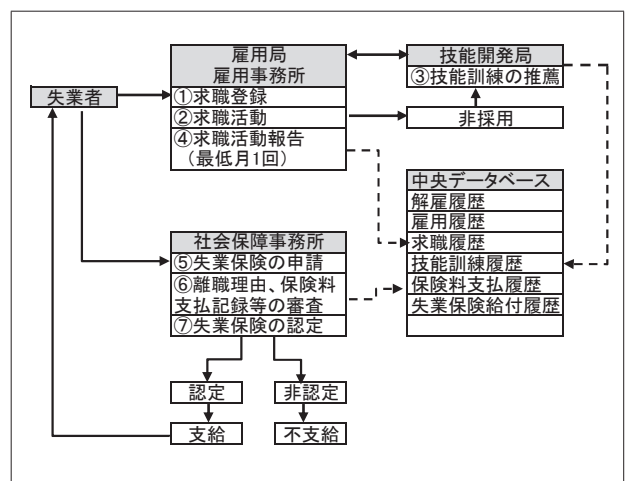 失業者
雇用局
雇用事務所
①求職登録
②求職活動
④求職活動報告
（最低月1回）
技能開発局
③技能訓練の推薦
非採用
中央データベース
解雇履歴
雇用履歴
求職履歴
技能訓練履歴
保険料支払履歴
失業保険給付履歴
社会保障事務所
⑤失業保険の申請
⑥離職理由、保険料
支払記録等の審査
⑦失業保険の認定
認定
非認定
支給
不支給